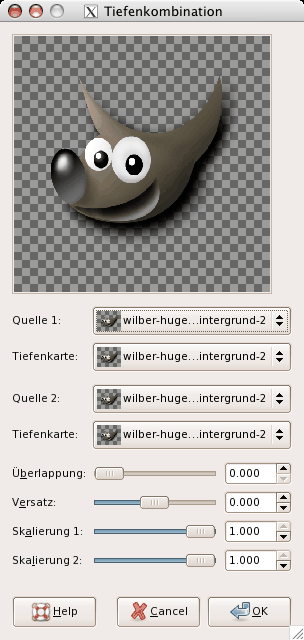 Tiefenkombination
Quelle 1: wilber-huge...intergrund-2
Tiefenkarte: wilber-huge...intergrund-2
Quelle 2: wilber-huge...intergrund-2
Tiefenkarte: wilber-huge...intergrund-2
Überlappung: 0.000
Versatz: 0.000
Skalierung 1: 1.000
Skalierung 2: 1.000
Help Cancel OK